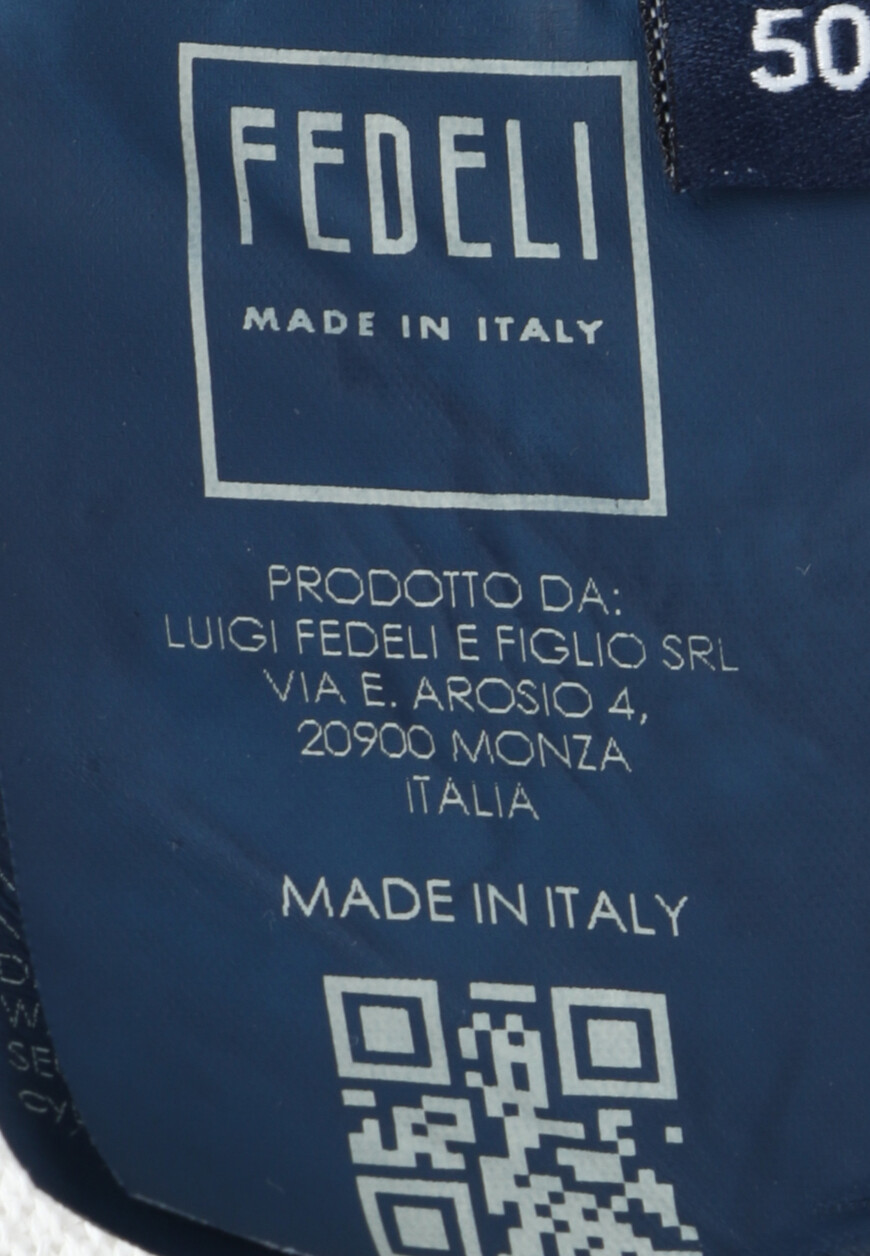 50
FEDELI
MADE IN ITALY
PRODOTTO DA:
LUIGI FEDELI E FIGLIO SRL
VIA E. AROSIO 4,
20900 MONZA
ITALIA
MADE IN ITALY